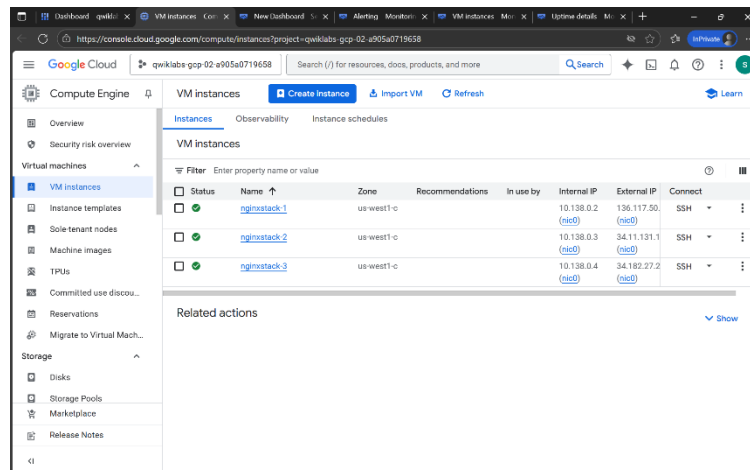 Dashboard qwikla
VM instances Com
New Dashboard S
Alerting Monitorin
VM instances Mon
Uptime details Mo
https://console.cloud.google.com/compute/instances?project=qwiklabs-gcp-02-a905a0719658
InPrivate
Google Cloud
qwiklabs-gcp-02-a905a0719658
Search (/) for resources, docs, products, and more
Search
S
Compute Engine
VM instances
Create Instance
Import VM
Refresh
Learn
Overview
Security risk overview
Virtual machines
VM instances
Instance templates
Sole-tenant nodes
Machine images
TPUs
Committed use discou...
Reservations
Migrate to Virtual Mach...
Storage
Disks
Storage Pools
Marketplace
Release Notes
Instances Observability Instance schedules
VM instances
Filter Enter property name or value
Status Name Zone Recommendations In use by Internal IP External IP Connect
nginxstack-1 us-west1-c 10.138.0.2 136.117.50. SSH
(nic0) (nic0)
nginxstack-2 us-west1-c 10.138.0.3 34.11.131.1 SSH
(nic0) (nic0)
nginxstack-3 us-west1-c 10.138.0.4 34.182.27.2 SSH
(nic0) (nic0)
Related actions
Show